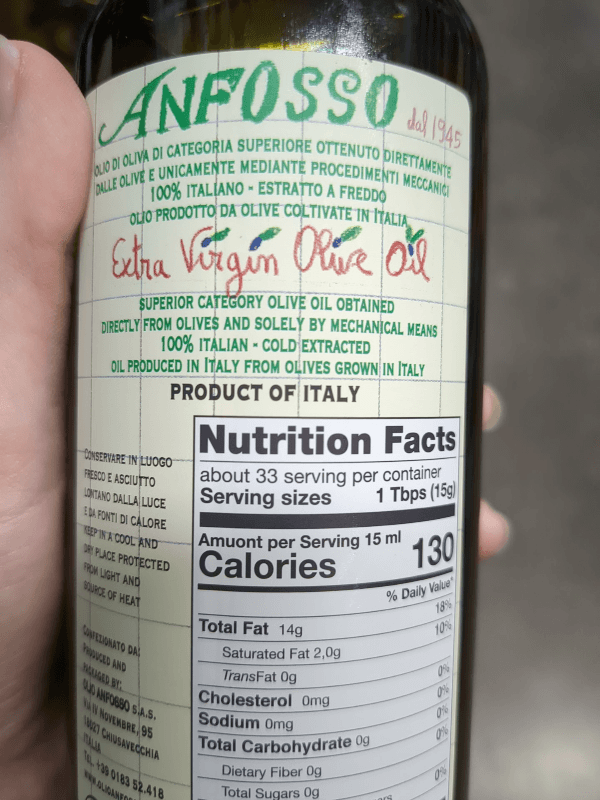 ANFOSSO dal 1945
OLIO DI OLIVA DI CATEGORIA SUPERIORE OTTENUTO DIRETTAMENTE
DALLE OLIVE E UNICAMENTE MEDIANTE PROCEDIMENTI MECCANICI
100% ITALIANO - ESTRATTO A FREDDO
OLIO PRODOTTO DA OLIVE COLTIVATE IN ITALIA
Extra Virgin Olive Oil
SUPERIOR CATEGORY OLIVE OIL OBTAINED
DIRECTLY FROM OLIVES AND SOLELY BY MECHANICAL MEANS
100% ITALIAN - COLD EXTRACTED
OIL PRODUCED IN ITALY FROM OLIVES GROWN IN ITALY
PRODUCT OF ITALY
CONSERVARE IN LUOGO
FRESCO E ASCIUTTO
LONTANO DALLA LUCE
E DA FONTI DI CALORE
KEEP IN A COOL AND
DRY PLACE PROTECTED
FROM LIGHT AND
SOURCE OF HEAT
CONFEZIONATO DA:
PRODUCED AND
PACKAGED BY:
OLIO ANFOSSO S.A.S.
VIA IV NOVEMBRE, 95
18027 CHIUSAVECCHIA
ITALIA
TEL. +39 0183 52.418
Nutrition Facts
about 33 serving per container
Serving sizes 1 Tbps (15g)
Amuont per Serving 15 ml
Calories 130
% Daily Value*
18%
Total Fat 14g
10%
Saturated Fat 2,0g
TransFat 0g
0%
Cholesterol 0mg
0%
Sodium 0mg
0%
Total Carbohydrate 0g
0%
Dietary Fiber 0g
0%
Total Sugars 0g